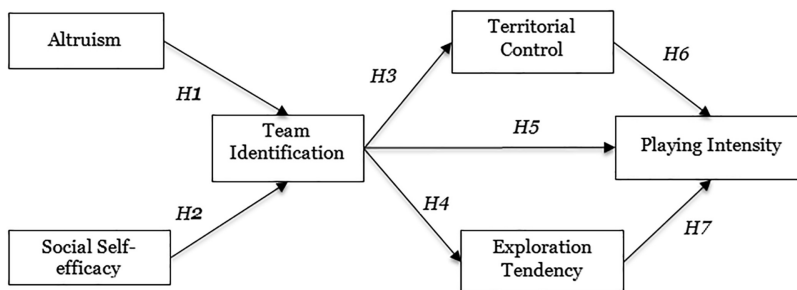 Altruism
H1
Team
Identification
H2
Social Self-
efficacy
H3
Territorial
Control
H6
H5
Playing Intensity
H4
Exploration
Tendency
H7